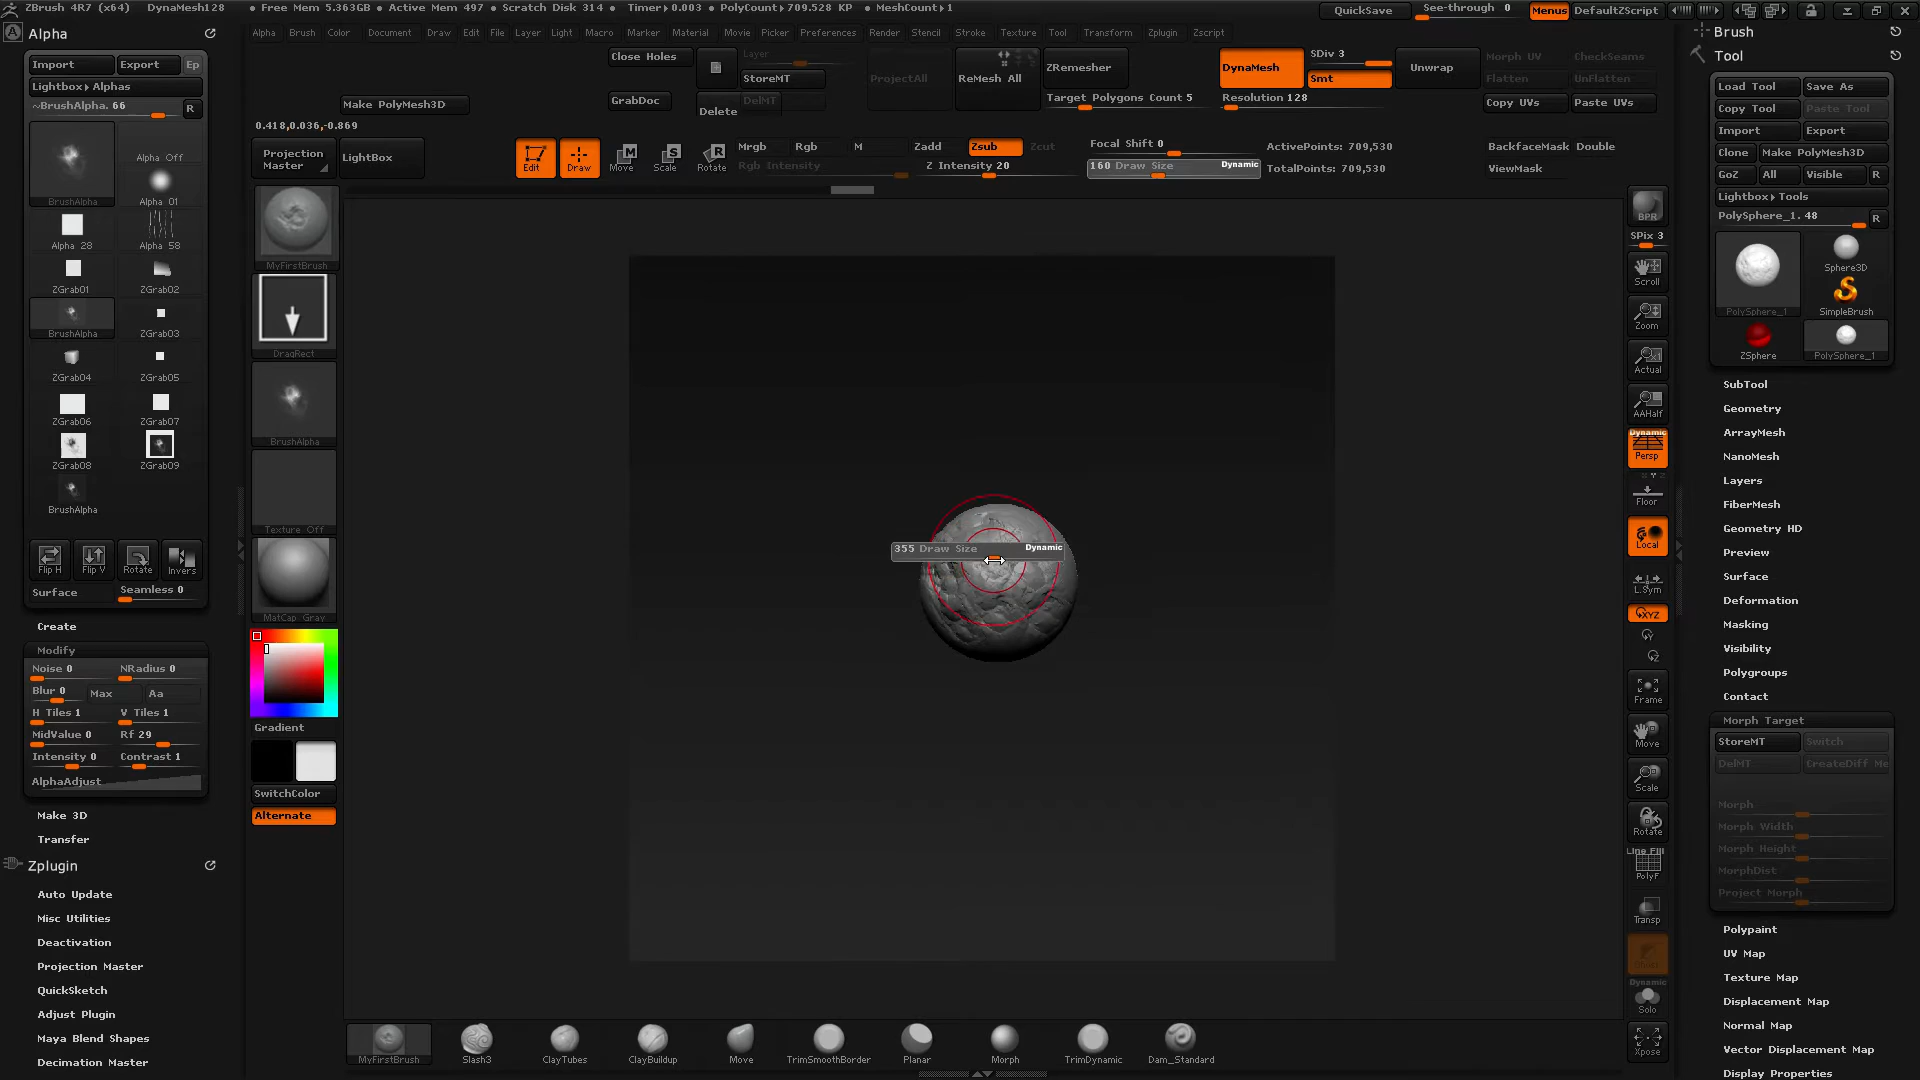 ZBrush 4R7 (x64) DynaMesh128 • Free Mem 5.363GB • Active Mem 497 • Scratch Disk 314 • Timer▸0.003 • PolyCount▸709.528 KP • MeshCount▸1 QuickSave See-through 0 Menus DefaultZScript
Alpha
Alpha Brush Color Document Draw Edit File Layer Light Macro Marker Material Movie Picker Preferences Render Stencil Stroke Texture Tool Transform Zplugin Zscript
Brush
Tool
Import Export Ep
Lightbox▸Alphas
~BrushAlpha. 66 R
BrushAlpha
Alpha Off
Alpha 01
Alpha 28
Alpha 58
ZGrab01
ZGrab02
BrushAlpha
ZGrab03
ZGrab04
ZGrab05
ZGrab06
ZGrab07
ZGrab08
ZGrab09
BrushAlpha
Flip H
Flip V
Rotate
Invers
Surface
Seamless 0
Create
Modify
Noise 0
NRadius 0
Blur 0
Max
Aa
H Tiles 1
V Tiles 1
MidValue 0
Rf 29
Intensity 0
Contrast 1
AlphaAdjust
Make 3D
Transfer
Zplugin
Auto Update
Misc Utilities
Deactivation
Projection Master
QuickSketch
Adjust Plugin
Maya Blend Shapes
Decimation Master
Make PolyMesh3D
0.418,0.036,-0.869
Close Holes
GrabDoc
Layer
StoreMT
DelMT
Delete
ProjectAll
ReMesh All
ZRemesher
Target Polygons Count 5
DynaMesh
SDiv 3
Smt
Resolution 128
Unwrap
Morph UV
CheckSeams
Flatten
UnFlatten
Copy UVs
Paste UVs
Projection
Master
LightBox
Edit
Draw
Move
Scale
Rotate
Mrgb
Rgb
M
Rgb Intensity
Zadd
Zsub
Zcut
Z Intensity 20
Focal Shift 0
160 Draw Size
Dynamic
ActivePoints: 709,530
TotalPoints: 709,530
BackfaceMask
Double
ViewMask
MyFirstBrush
DragRect
BrushAlpha
Texture Off
MatCap Gray
Gradient
SwitchColor
Alternate
355 Draw Size
Dynamic
MyFirstBrush
Slash3
ClayTubes
ClayBuildup
Move
TrimSmoothBorder
Planar
Morph
TrimDynamic
Dam_Standard
BPR
SPix 3
Scroll
Zoom
Actual
AAHalf
Dynamic
Persp
Floor
Local
L.Sym
XYZ
Y
Z
Frame
Move
Scale
Rotate
Line Fill
PolyF
Transp
Ghost
Dynamic
Solo
Xpose
Load Tool
Save As
Copy Tool
Paste Tool
Import
Export
Clone
Make PolyMesh3D
GoZ
All
Visible
R
Lightbox▸Tools
PolySphere_1. 48
R
PolySphere_1
Sphere3D
SimpleBrush
ZSphere
PolySphere_1
SubTool
Geometry
ArrayMesh
NanoMesh
Layers
FiberMesh
Geometry HD
Preview
Surface
Deformation
Masking
Visibility
Polygroups
Contact
Morph Target
StoreMT
Switch
DelMT
CreateDiff Me
Morph
Morph Width
Morph Height
MorphDist
Project Morph
Polypaint
UV Map
Texture Map
Displacement Map
Normal Map
Vector Displacement Map
Display Properties